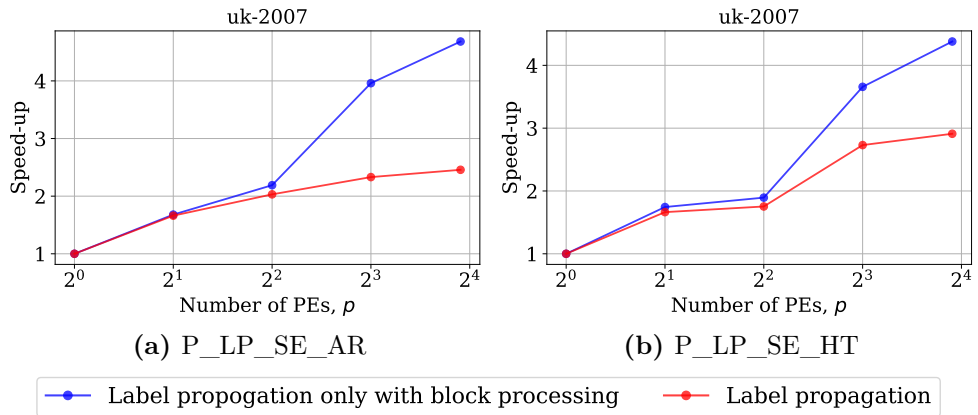 uk-2007
4
3
2
1
Speed-up
2^0 2^1 2^2 2^3 2^4
Number of PEs, p
(a) P_LP_SE_AR
uk-2007
4
3
2
1
Speed-up
2^0 2^1 2^2 2^3 2^4
Number of PEs, p
(b) P_LP_SE_HT
Label propogation only with block processing Label propagation